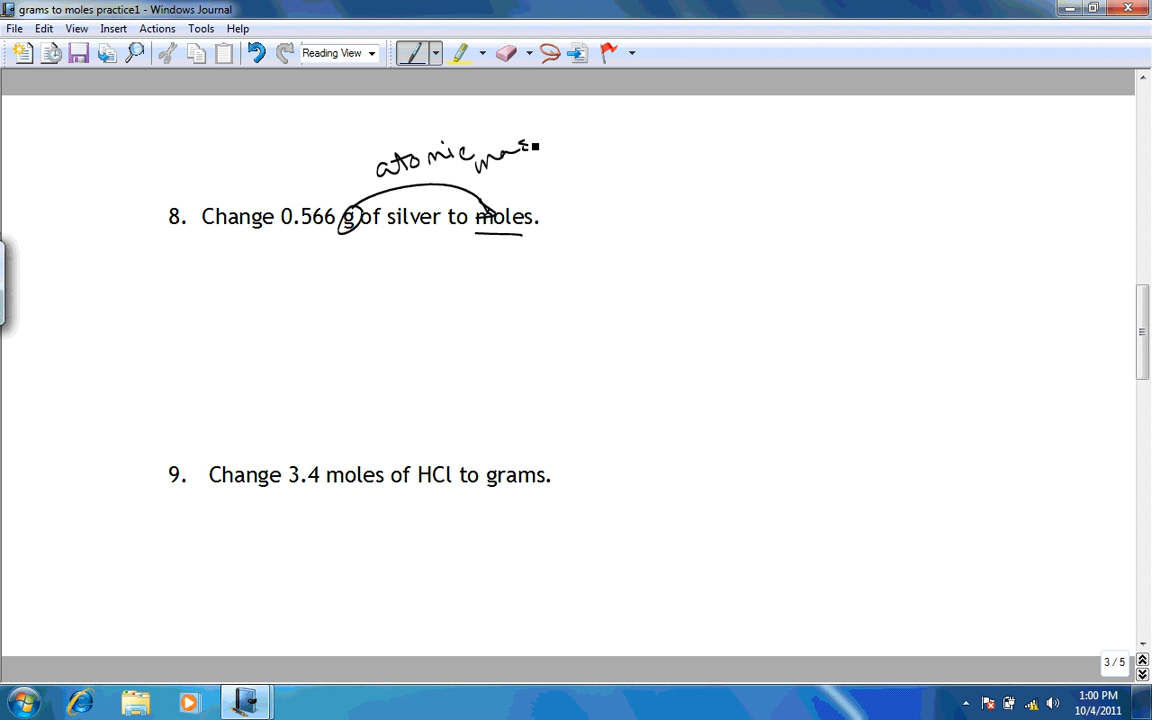 grams to moles practice1 - Windows Journal
File Edit View Insert Actions Tools Help
Reading View
atomic mas
8. Change 0.566 g of silver to moles.
9. Change 3.4 moles of HCl to grams.
3 / 5
1:00 PM
10/4/2011